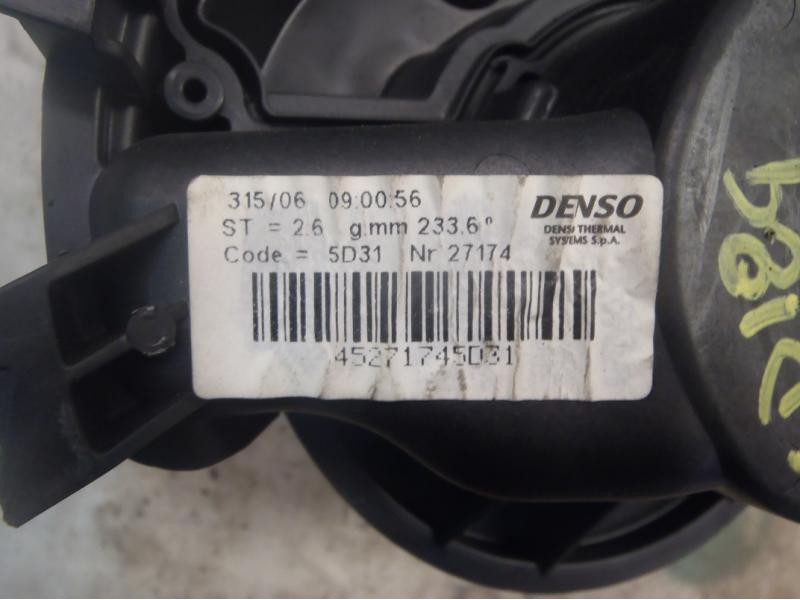 315/06 09:00:56
ST = 2.6 g.mm 233.6°
Code = 5D31 Nr 27174
DENSO
DENSO THERMAL
SYSTEMS S.p.A.
45271745D31